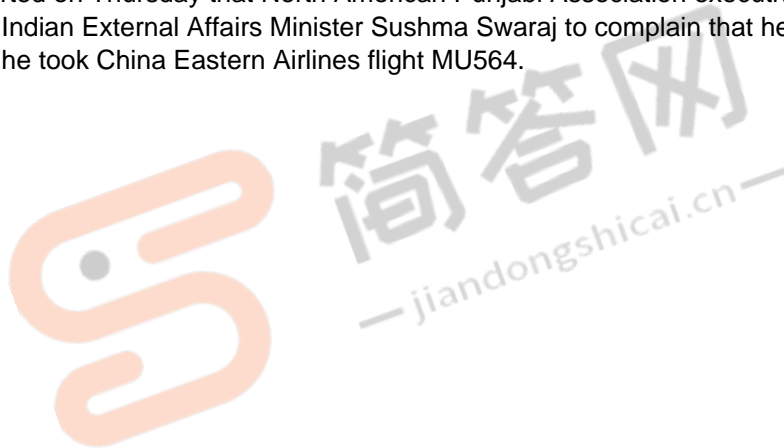 on Thursday that North American Punjabi Association
Indian External Affairs Minister Sushma Swaraj to complain that he
he took China Eastern Airlines flight MU564.
简答网
jiandongshicai.cn